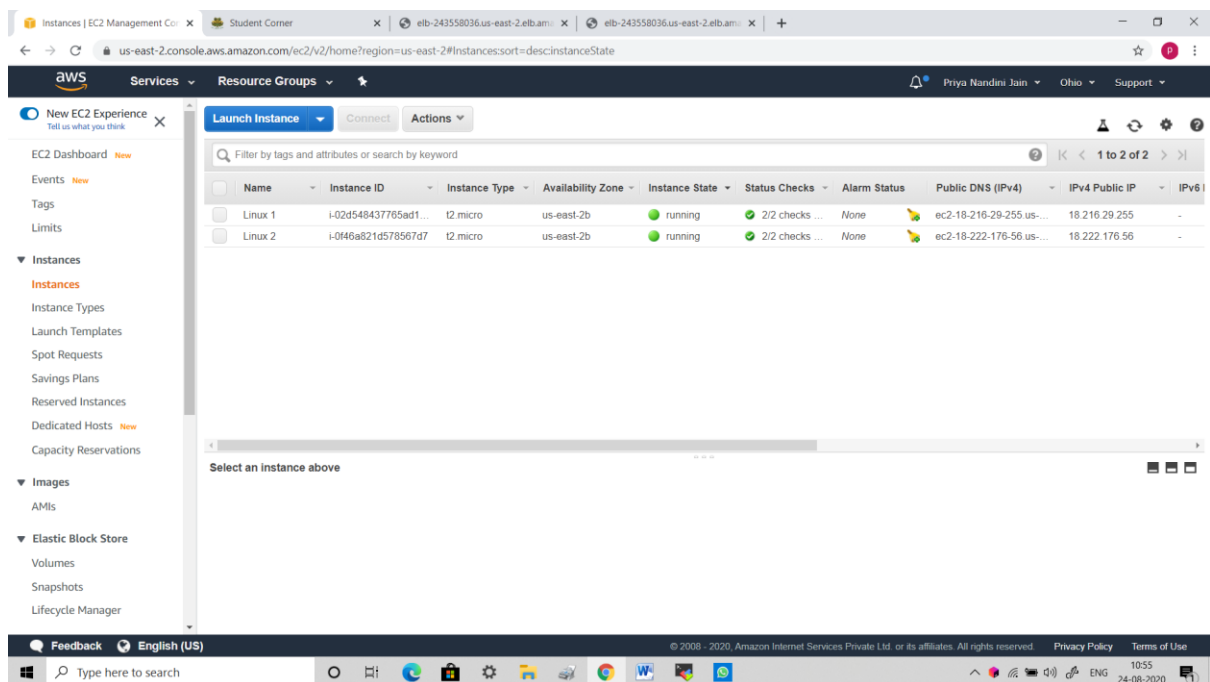 Instances | EC2 Management Cor
Student Corner
elb-243558036.us-east-2.elb.ama
elb-243558036.us-east-2.elb.ama
us-east-2.console.aws.amazon.com/ec2/v2/home?region=us-east-2#Instances:sort=desc:instanceState
P
aws
Services
Resource Groups
Priya Nandini Jain
Ohio
Support
New EC2 Experience
Tell us what you think
EC2 Dashboard New
Events New
Tags
Limits
Instances
Instances
Instance Types
Launch Templates
Spot Requests
Savings Plans
Reserved Instances
Dedicated Hosts New
Capacity Reservations
Images
AMIs
Elastic Block Store
Volumes
Snapshots
Lifecycle Manager
Launch Instance
Connect
Actions
Filter by tags and attributes or search by keyword
1 to 2 of 2
Name Instance ID Instance Type Availability Zone Instance State Status Checks Alarm Status Public DNS (IPv4) IPv4 Public IP IPv6
Linux 1 i-02d548437765ad1... t2.micro us-east-2b running 2/2 checks ... None ec2-18-216-29-255.us-... 18.216.29.255 -
Linux 2 i-0f46a821d578567d7 t2.micro us-east-2b running 2/2 checks ... None ec2-18-222-176-56.us-... 18.222.176.56 -
Select an instance above
Feedback English (US)
© 2008 - 2020, Amazon Internet Services Private Ltd. or its affiliates. All rights reserved. Privacy Policy Terms of Use
Type here to search
W
ENG
10:55
24-08-2020
1